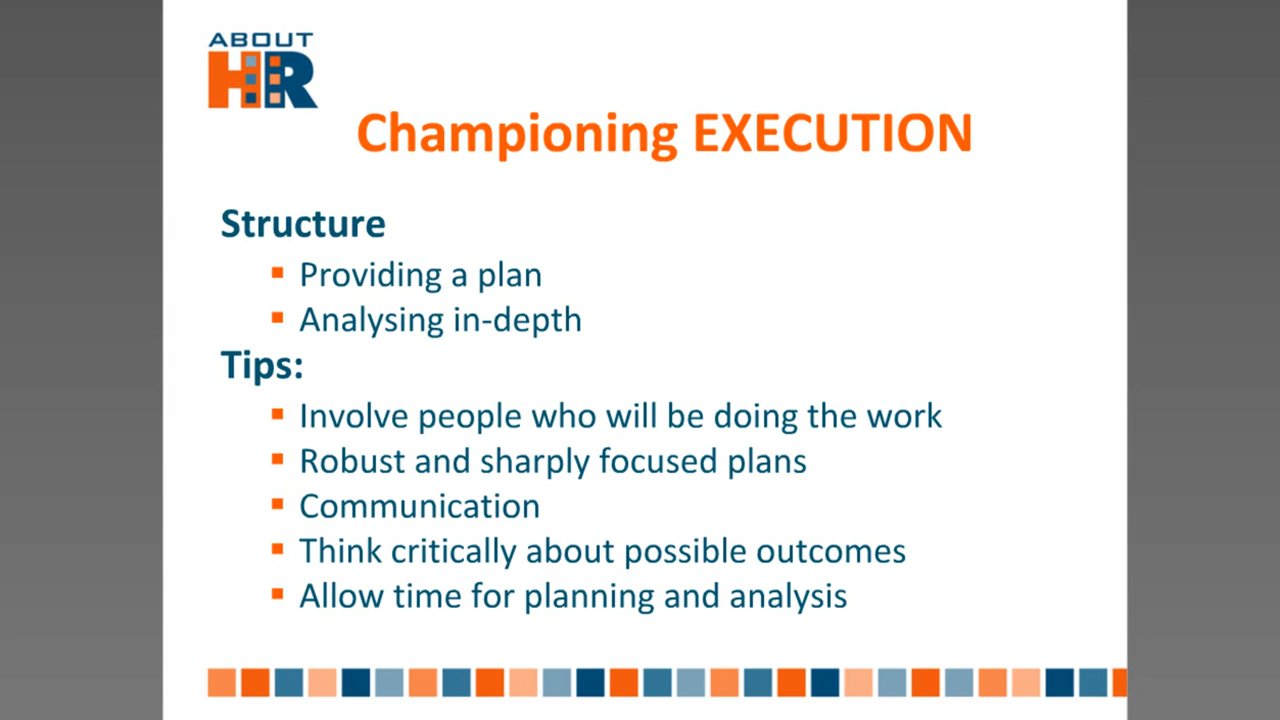 ABOUT
HR
Championing EXECUTION
Structure
Providing a plan
Analysing in-depth
Tips:
Involve people who will be doing the work
Robust and sharply focused plans
Communication
Think critically about possible outcomes
Allow time for planning and analysis